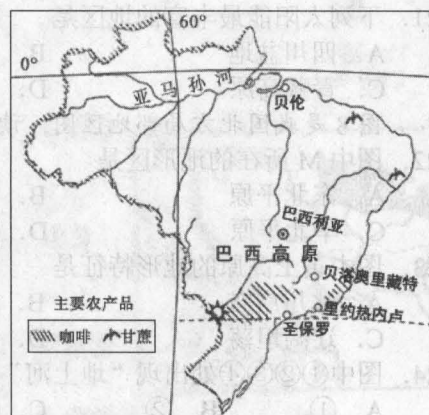 60°
0°
亚马孙河
贝伦
巴西利亚
巴西高原
贝洛奥里藏特
里约热内卢
圣保罗
主要农产品
咖啡 甘蔗